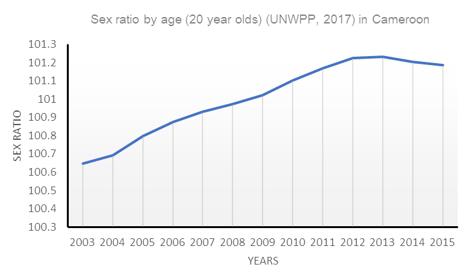 Sex ratio by age (20 year olds) (UNWPP, 2017) in Cameroon
101.3
101.2
101.1
101
100.9
100.8
100.7
100.6
100.5
100.4
100.3
SEX RATIO
2003 2004 2005 2006 2007 2008 2009 2010 2011 2012 2013 2014 2015
YEARS